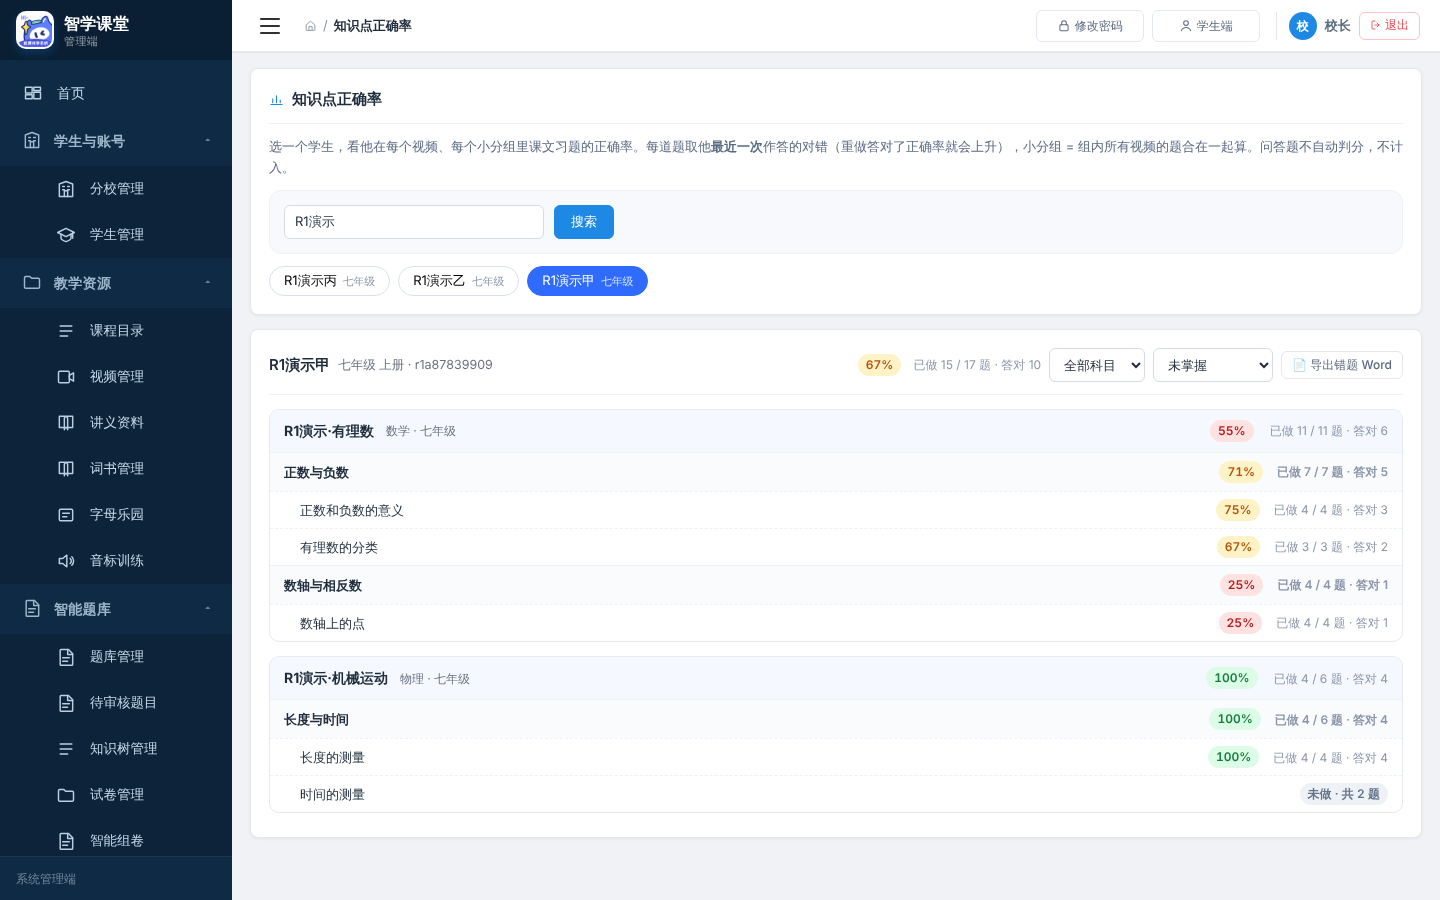 智学课堂
管理端
首页
学生与账号
分校管理
学生管理
教学资源
课程目录
视频管理
讲义资料
词书管理
字母乐园
音标训练
智能题库
题库管理
待审核题目
知识树管理
试卷管理
智能组卷
系统管理端
/ 知识点正确率
修改密码
学生端
校 校长
退出
知识点正确率
选一个学生，看他在每个视频、每个小分组里课文习题的正确率。每道题取他最近一次作答的对错（重做答对了正确率就会上升），小分组 = 组内所有视频的题合在一起算。问答题不自动判分，不计
入。
R1演示 搜索
R1演示丙 七年级 R1演示乙 七年级 R1演示甲 七年级
R1演示甲 七年级 上册 · r1a87839909 67% 已做 15 / 17 题 · 答对 10 全部科目 未掌握 导出错题 Word
R1演示·有理数 数学 · 七年级 55% 已做 11 / 11 题 · 答对 6
正数与负数 71% 已做 7 / 7 题 · 答对 5
正数和负数的意义 75% 已做 4 / 4 题 · 答对 3
有理数的分类 67% 已做 3 / 3 题 · 答对 2
数轴与相反数 25% 已做 4 / 4 题 · 答对 1
数轴上的点 25% 已做 4 / 4 题 · 答对 1
R1演示·机械运动 物理 · 七年级 100% 已做 4 / 6 题 · 答对 4
长度与时间 100% 已做 4 / 6 题 · 答对 4
长度的测量 100% 已做 4 / 4 题 · 答对 4
时间的测量 未做 · 共 2 题